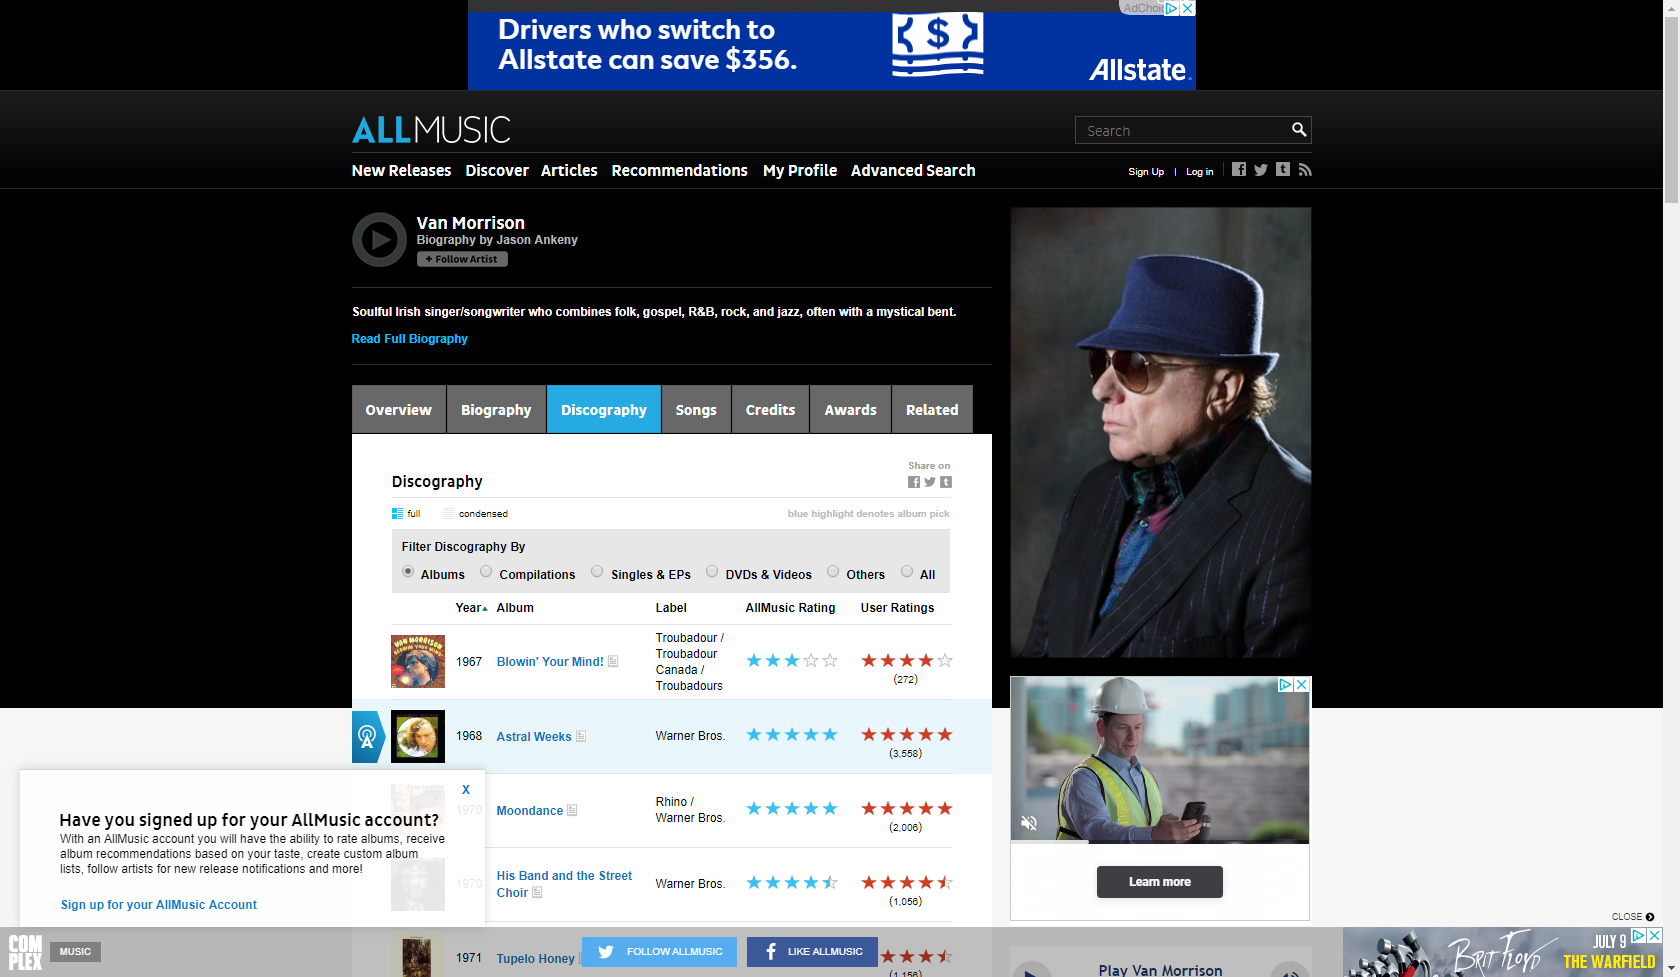 AdChoi
Drivers who switch to
Allstate can save $356.
Allstate.
ALLMUSIC
Search
New Releases Discover Articles Recommendations My Profile Advanced Search
Sign Up | Log in
Van Morrison
Biography by Jason Ankeny
+ Follow Artist
Soulful Irish singer/songwriter who combines folk, gospel, R&B, rock, and jazz, often with a mystical bent.
Read Full Biography
Overview Biography Discography Songs Credits Awards Related
Share on
Discography
full condensed
blue highlight denotes album pick
Filter Discography By
Albums Compilations Singles & EPs DVDs & Videos Others All
Year Album Label AllMusic Rating User Ratings
VAN MORRISON
BLOWIN' YOUR MIND!
1967 Blowin' Your Mind!
Troubadour /
Troubadour
Canada /
Troubadours
(272)
1968 Astral Weeks Warner Bros.
(3,558)
1970 Moondance
Rhino /
Warner Bros.
(2,006)
1970 His Band and the Street
Choir
Warner Bros.
(1,056)
1971 Tupelo Honey
(1,156)
X
Have you signed up for your AllMusic account?
With an AllMusic account you will have the ability to rate albums, receive
album recommendations based on your taste, create custom album
lists, follow artists for new release notifications and more!
Sign up for your AllMusic Account
Learn more
CLOSE
COM
PLEX
MUSIC
FOLLOW ALLMUSIC
LIKE ALLMUSIC
Play Van Morrison
BRIT FLOYD
JULY 9
THE WARFIELD